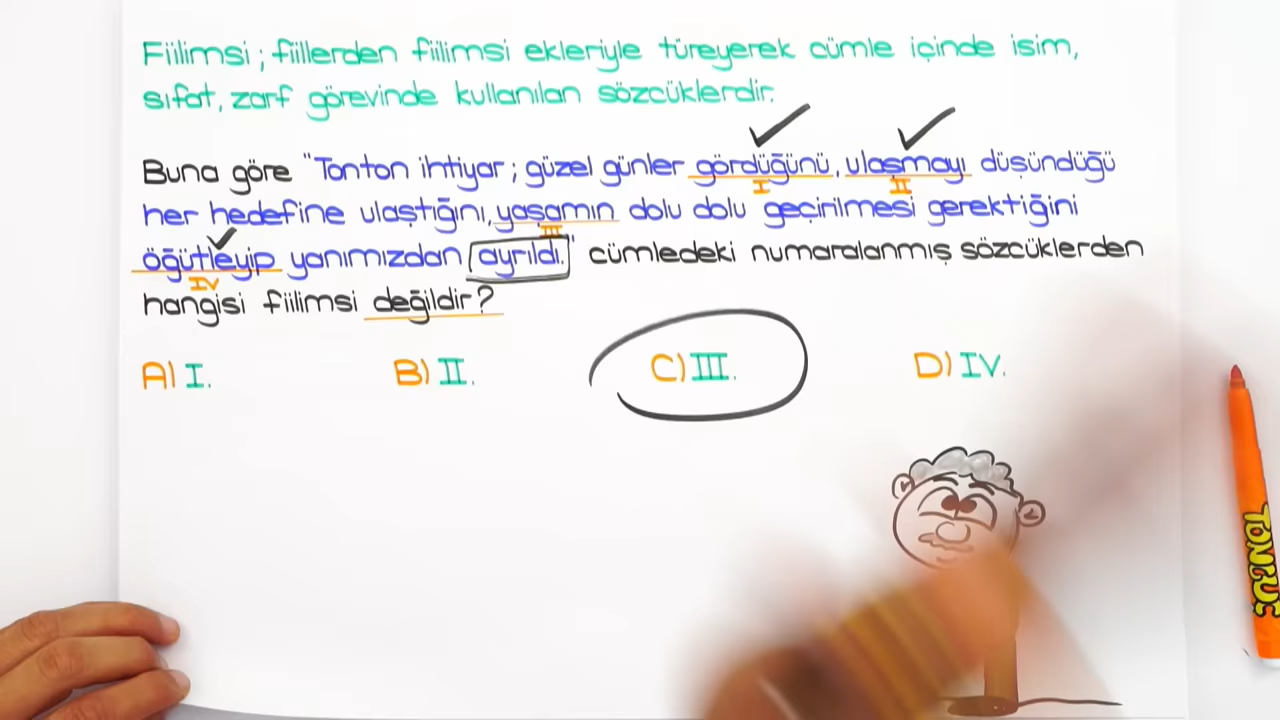 Fiilimsi; fiillerden fiilimsi ekleriyle türeyerek cümle içinde isim,
sıfat, zarf görevinde kullanılan sözcüklerdir.
Buna göre "Tonton ihtiyar; güzel günler gördüğünü, ulaşmayı düşündüğü
I II
her hedefine ulaştığını, yaşamın dolu dolu geçirilmesi gerektiğini
III
öğütleyip yanımızdan ayrıldı." cümledeki numaralanmış sözcüklerden
IV
hangisi fiilimsi değildir?
A) I. B) II. C) III. D) IV.
TONGUÇ